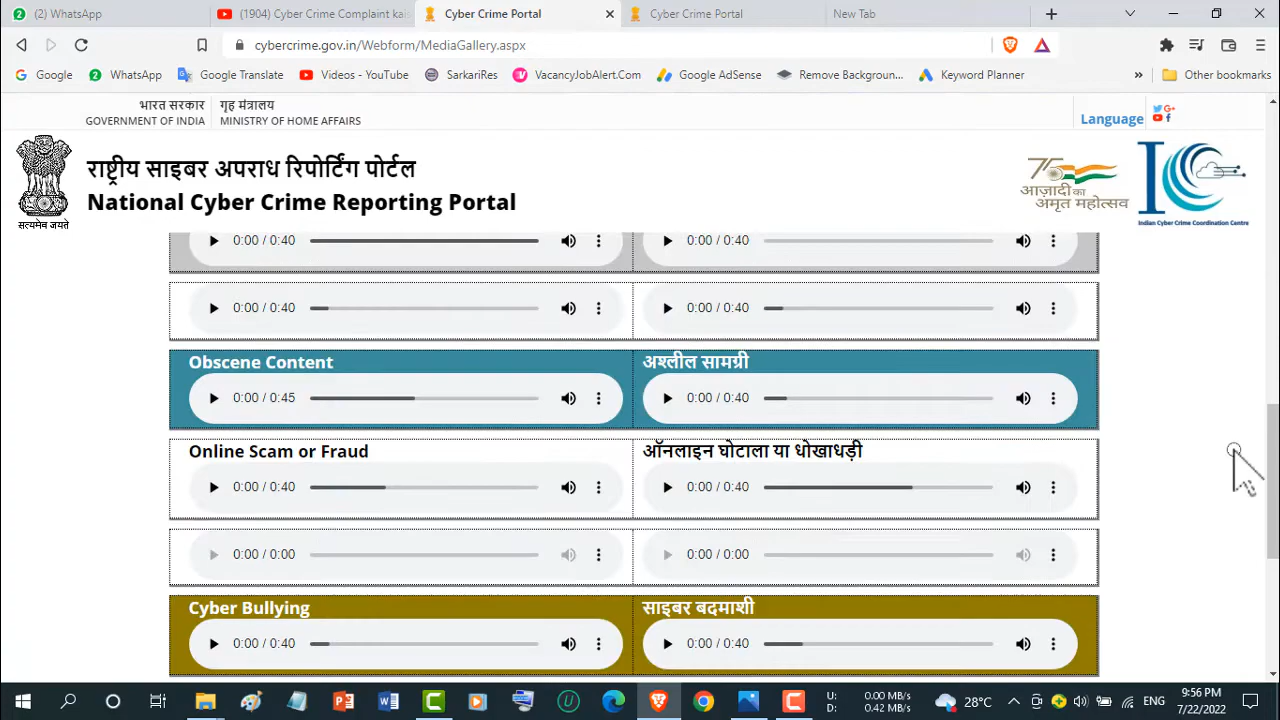 (2) WhatsApp
(1904) Cyber Crime Complaint kai
Cyber Crime Portal
Cyber Crime Portal
New Tab
cybercrime.gov.in/Webform/MediaGallery.aspx
Google
WhatsApp
Google Translate
Videos - YouTube
SarkariRes
VacancyJobAlert.Com
Google AdSense
Remove Backgroun...
Keyword Planner
Other bookmarks
भारत सरकार
गृह मंत्रालय
GOVERNMENT OF INDIA
MINISTRY OF HOME AFFAIRS
Language
सत्यमेव जयते
राष्ट्रीय साइबर अपराध रिपोर्टिंग पोर्टल
National Cyber Crime Reporting Portal
75
आज़ादी का
अमृत महोत्सव
Indian Cyber Crime Coordination Centre
0:00 / 0:40
0:00 / 0:40
0:00 / 0:40
0:00 / 0:40
Obscene Content
अश्लील सामग्री
0:00 / 0:45
0:00 / 0:40
Online Scam or Fraud
ऑनलाइन घोटाला या धोखाधड़ी
0:00 / 0:40
0:00 / 0:40
0:00 / 0:00
0:00 / 0:00
Cyber Bullying
साइबर बदमाशी
0:00 / 0:40
0:00 / 0:40
U: 0.00 MB/s
D: 0.42 MB/s
28°C
ENG
9:56 PM
7/22/2022